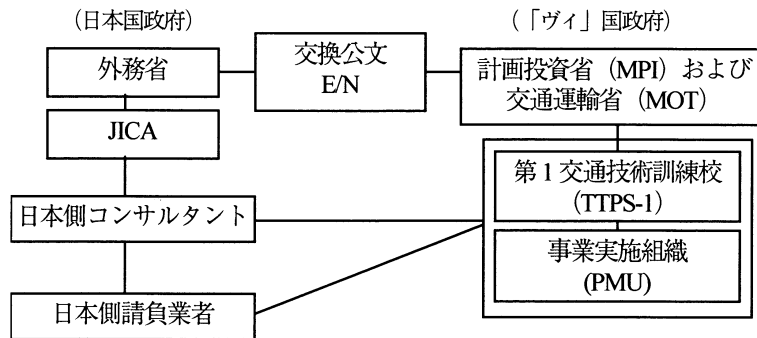 (日本国政府)
(「ヴィ」国政府)
外務省
交換公文
E/N
計画投資省（MPI）および
交通運輸省（MOT）
JICA
第1交通技術訓練校
(TTPS-1)
日本側コンサルタント
事業実施組織
(PMU)
日本側請負業者